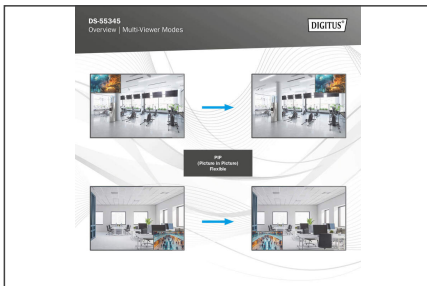 DS-55345
Overview | Multi-Viewer Modes
DIGITUS®
PIP
(Picture in Picture)
Flexible